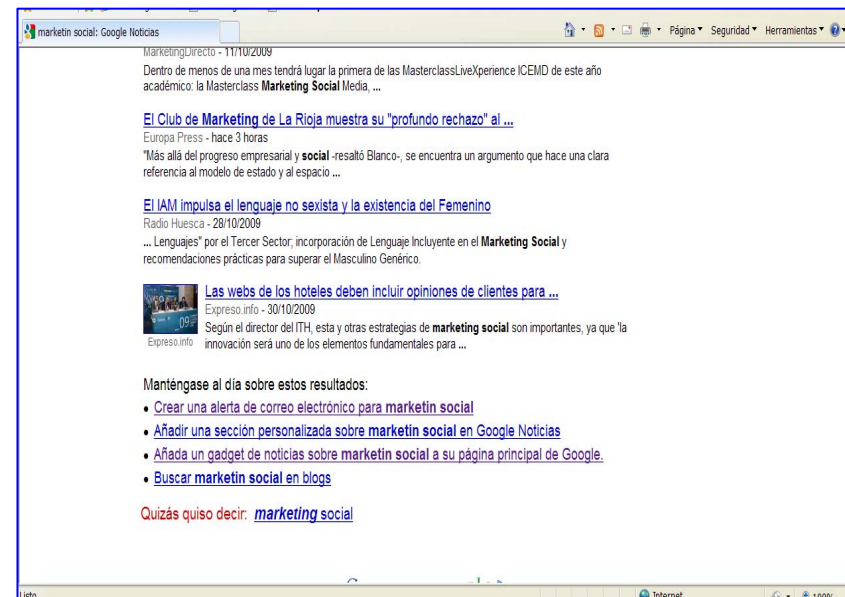 marketin social: Google Noticias
Página Seguridad Herramientas
MarketingDirecto - 11/10/2009
Dentro de menos de una mes tendrá lugar la primera de las MasterclassLiveXperience ICEMD de este año
académico: la Masterclass Marketing Social Media, ...
El Club de Marketing de La Rioja muestra su "profundo rechazo" al ...
Europa Press - hace 3 horas
"Más allá del progreso empresarial y social -resaltó Blanco-, se encuentra un argumento que hace una clara
referencia al modelo de estado y al espacio ...
El IAM impulsa el lenguaje no sexista y la existencia del Femenino
Radio Huesca - 28/10/2009
... Lenguajes" por el Tercer Sector; incorporación de Lenguaje Incluyente en el Marketing Social y
recomendaciones prácticas para superar el Masculino Genérico.
Las webs de los hoteles deben incluir opiniones de clientes para ...
Expreso.info - 30/10/2009
Según el director del ITH, esta y otras estrategias de marketing social son importantes, ya que 'la
Expreso.info innovación será uno de los elementos fundamentales para ...
Manténgase al día sobre estos resultados:
• Crear una alerta de correo electrónico para marketin social
• Añadir una sección personalizada sobre marketin social en Google Noticias
• Añada un gadget de noticias sobre marketin social a su página principal de Google.
• Buscar marketin social en blogs
Quizás quiso decir: marketing social
Listo Internet 100%